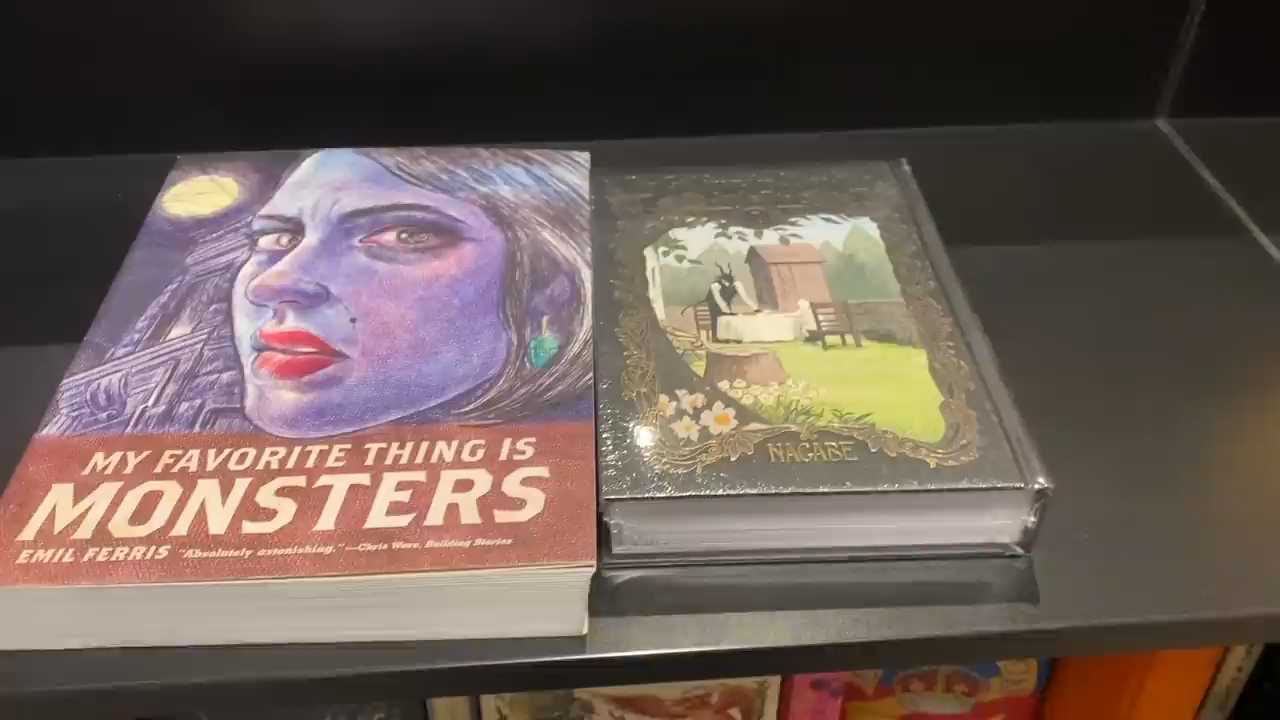 MY FAVORITE THING IS
MONSTERS
EMIL FERRIS "Absolutely astonishing."—Chris Ware, Building Stories
NAGABE